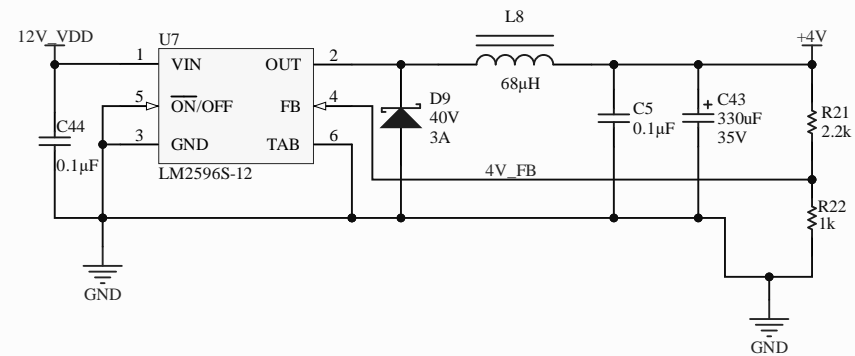 L8
12V_VDD
U7
+4V
1
VIN
OUT
2
68µH
5
ON/OFF
FB
4
D9
40V
3A
C44
0.1µF
3
GND
TAB
6
LM2596S-12
C5
0.1µF
C43
+
330uF
35V
R21
2.2k
4V_FB
R22
1k
GND
GND